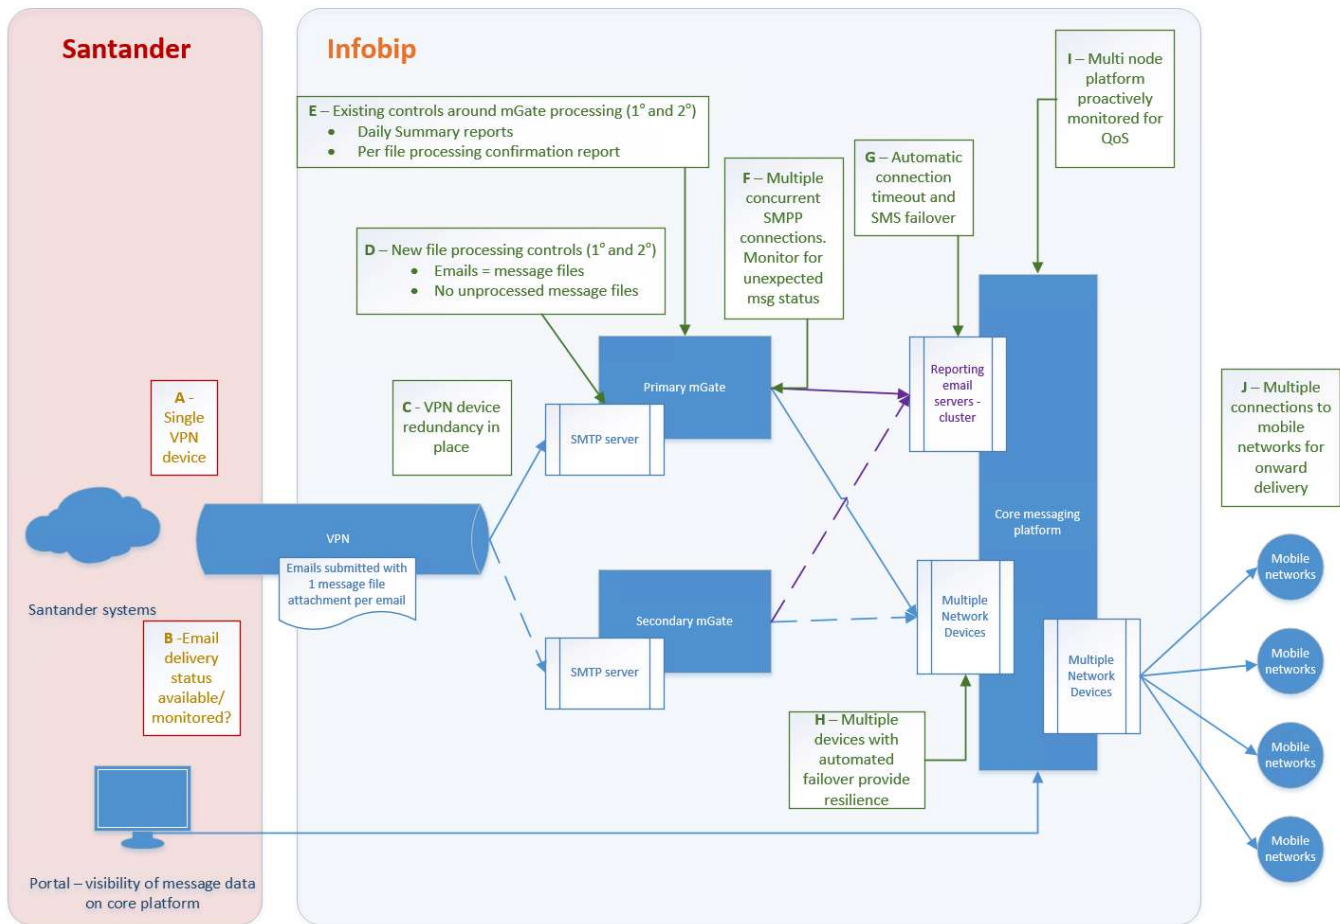 Santander
Infobip
E – Existing controls around mGate processing (1° and 2°)
• Daily Summary reports
• Per file processing confirmation report
I – Multi node
platform
proactively
monitored for
QoS
G – Automatic
connection
timeout and
SMS failover
F – Multiple
concurrent
SMPP
connections.
Monitor for
unexpected
msg status
D – New file processing controls (1° and 2°)
• Emails = message files
• No unprocessed message files
A -
Single
VPN
device
C - VPN device
redundancy in
place
Primary mGate
SMTP server
Reporting
email
servers -
cluster
J – Multiple
connections to
mobile
networks for
onward
delivery
VPN
Emails submitted with
1 message file
attachment per email
Core messaging
platform
Santander systems
B -Email
delivery
status
available/
monitored?
Secondary mGate
SMTP server
Multiple
Network
Devices
Multiple
Network
Devices
H – Multiple
devices with
automated
failover provide
resilience
Mobile
networks
Mobile
networks
Mobile
networks
Mobile
networks
Portal – visibility of message data
on core platform